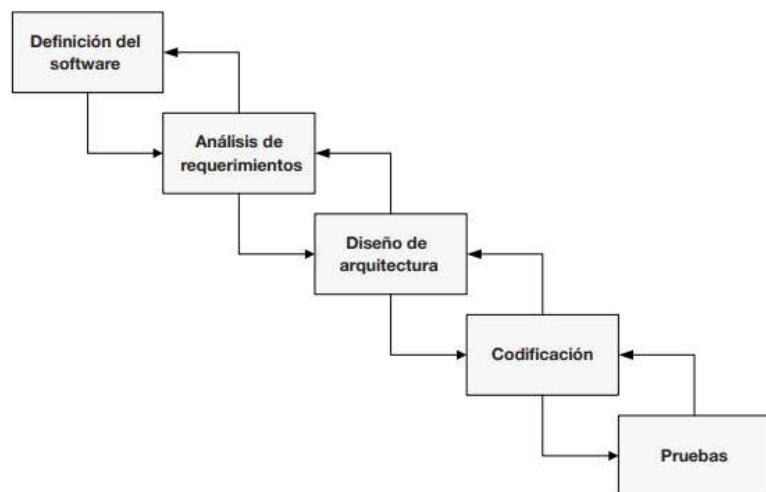 Definición del
software
Análisis de
requerimientos
Diseño de
arquitectura
Codificación
Pruebas